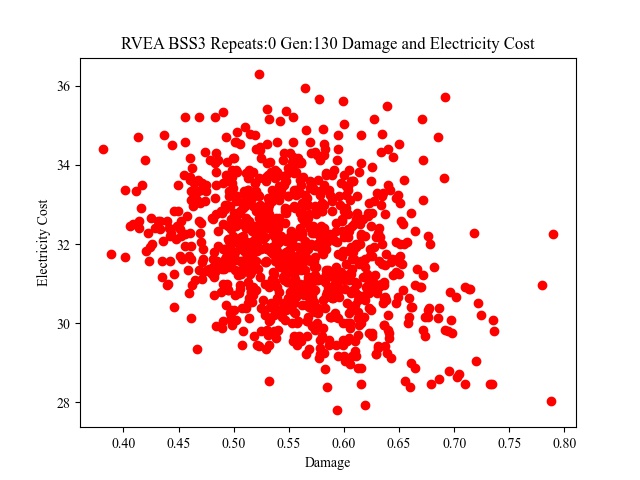 RVEA BSS3 Repeats:0 Gen:130 Damage and Electricity Cost
36
34
32
30
28
Electricity Cost
0.40 0.45 0.50 0.55 0.60 0.65 0.70 0.75 0.80
Damage